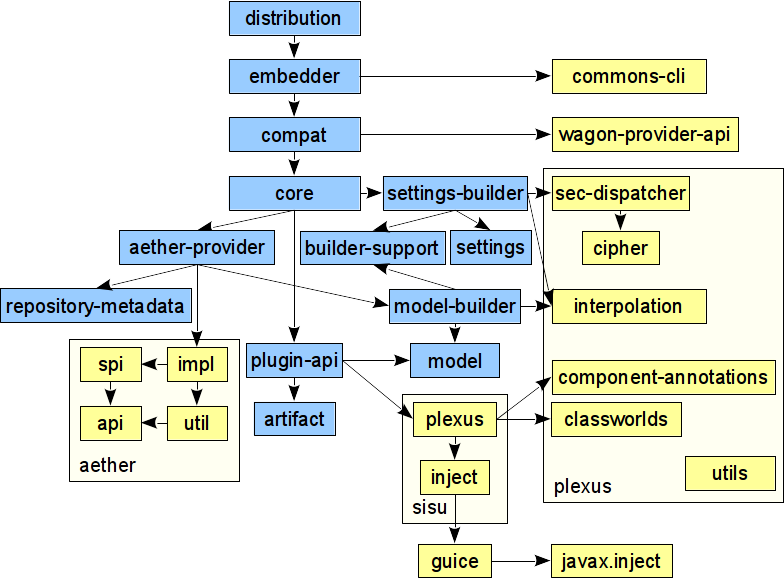 distribution
embedder
commons-cli
compat
wagon-provider-api
core
settings-builder
sec-dispatcher
aether-provider
builder-support
settings
cipher
repository-metadata
model-builder
interpolation
spi
impl
plugin-api
model
component-annotations
api
util
artifact
plexus
classworlds
aether
inject
utils
sisu
plexus
guice
javax.inject